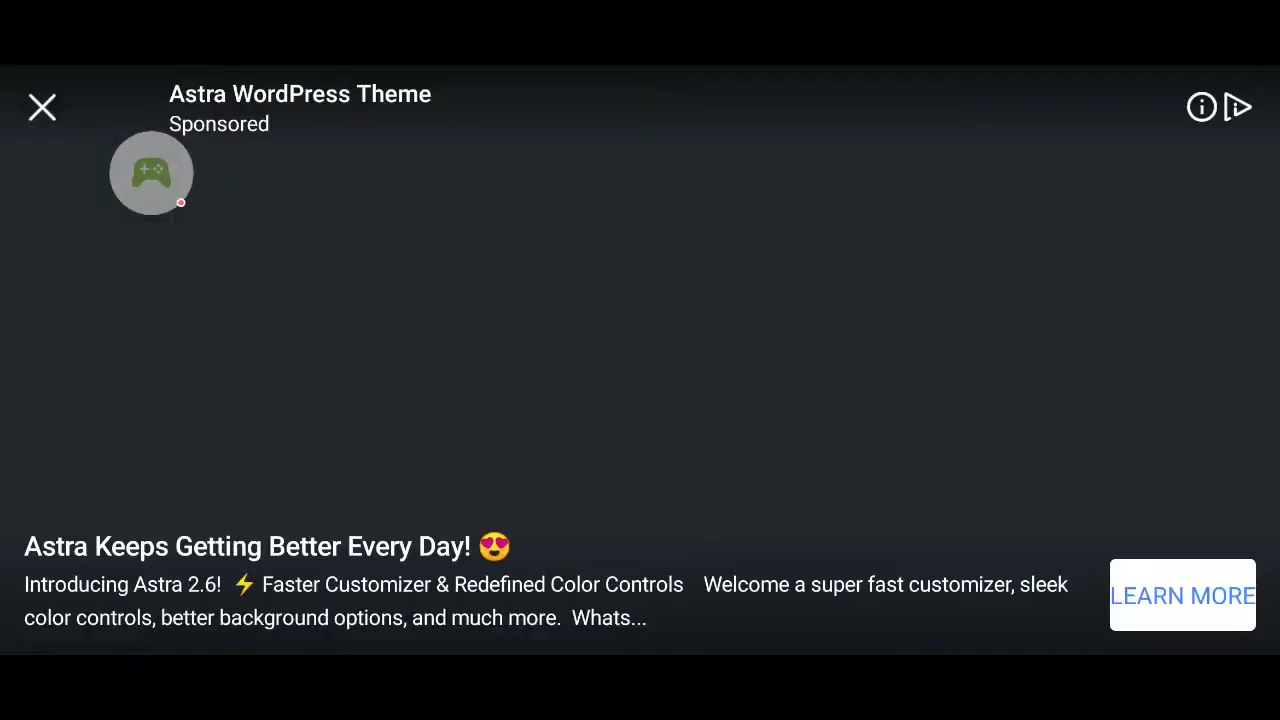 Astra WordPress Theme
Sponsored
Astra Keeps Getting Better Every Day! 😍
Introducing Astra 2.6! ⚡ Faster Customizer & Redefined Color Controls Welcome a super fast customizer, sleek
color controls, better background options, and much more. Whats...
LEARN MORE